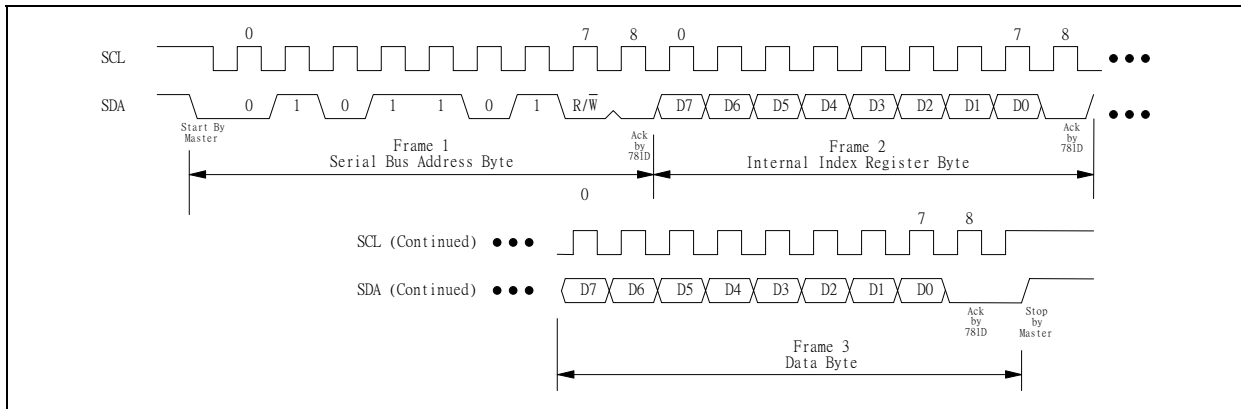 0 7 8 0 7 8
SCL
SDA 0 1 0 1 1 0 1 R/W̅ D7 D6 D5 D4 D3 D2 D1 D0
Start By
Master
Ack
by
781D
Ack
by
781D
Frame 1
Serial Bus Address Byte
Frame 2
Internal Index Register Byte
0 7 8
SCL (Continued)
SDA (Continued) D7 D6 D5 D4 D3 D2 D1 D0
Ack
by
781D
Stop
by
Master
Frame 3
Data Byte